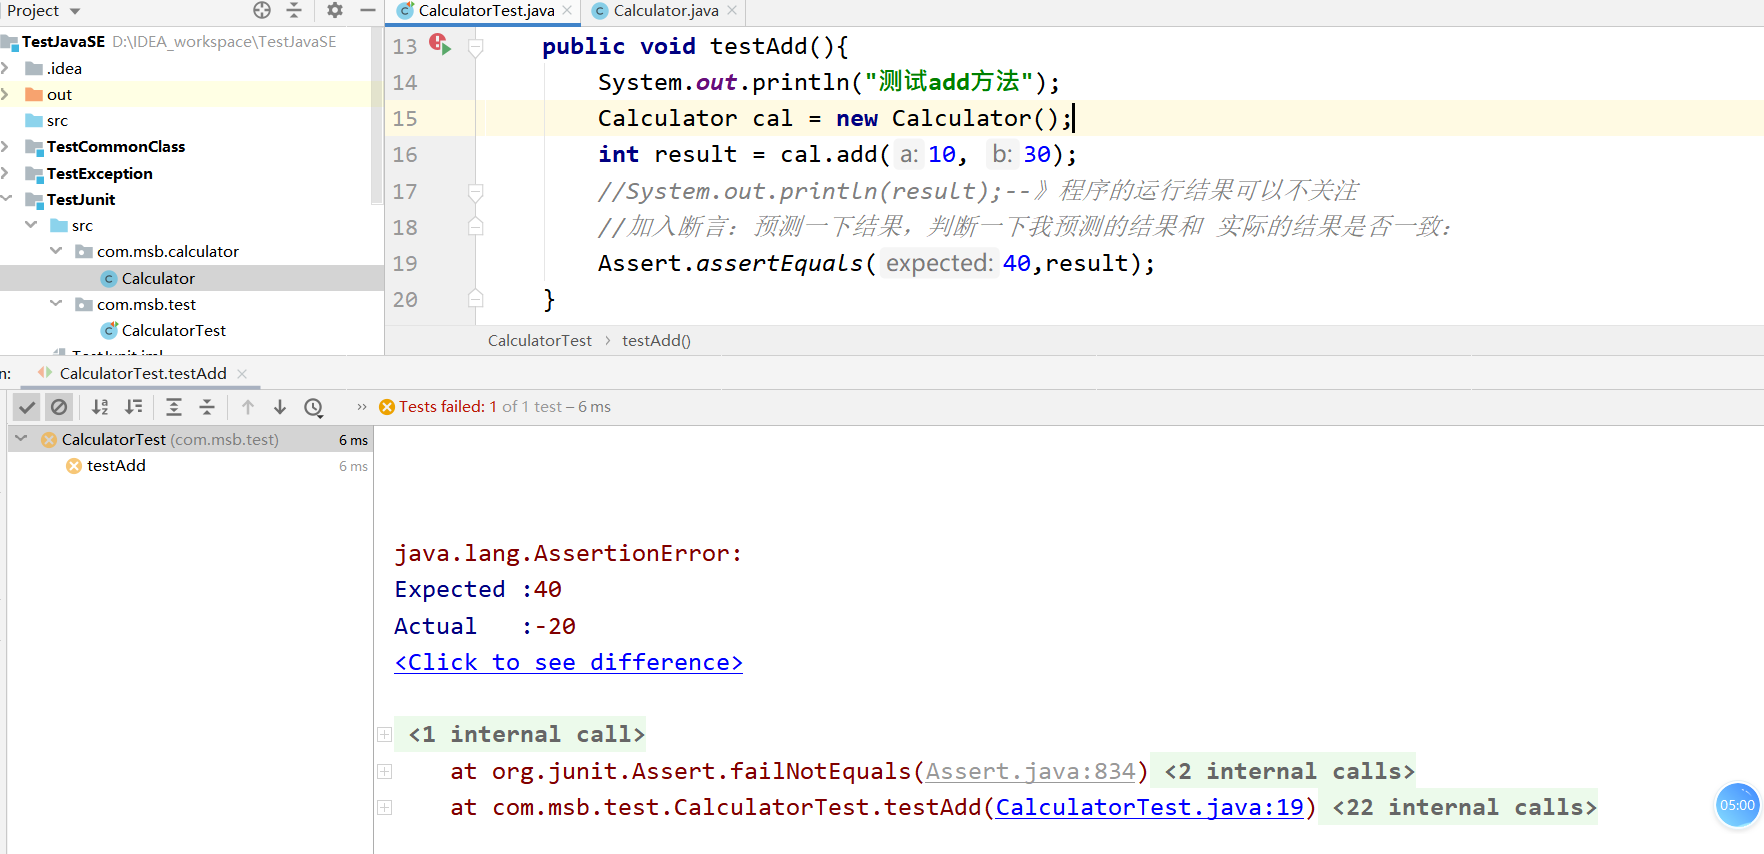 Project
CalculatorTest.java
Calculator.java
TestJavaSE D:\IDEA_workspace\TestJavaSE
.idea
out
src
TestCommonClass
TestException
TestJunit
src
com.msb.calculator
Calculator
com.msb.test
CalculatorTest
TestJunit.iml
13 public void testAdd(){
14 System.out.println("测试add方法");
15 Calculator cal = new Calculator();
16 int result = cal.add( a: 10, b: 30);
17 //System.out.println(result);--》程序的运行结果可以不关注
18 //加入断言：预测一下结果，判断一下我预测的结果和 实际的结果是否一致：
19 Assert.assertEquals( expected: 40,result);
20 }
CalculatorTest › testAdd()
n: CalculatorTest.testAdd
» Tests failed: 1 of 1 test – 6 ms
CalculatorTest (com.msb.test) 6 ms
testAdd 6 ms
java.lang.AssertionError:
Expected :40
Actual   :-20
<Click to see difference>
<1 internal call>
at org.junit.Assert.failNotEquals(Assert.java:834) <2 internal calls>
at com.msb.test.CalculatorTest.testAdd(CalculatorTest.java:19) <22 internal calls>
05:00